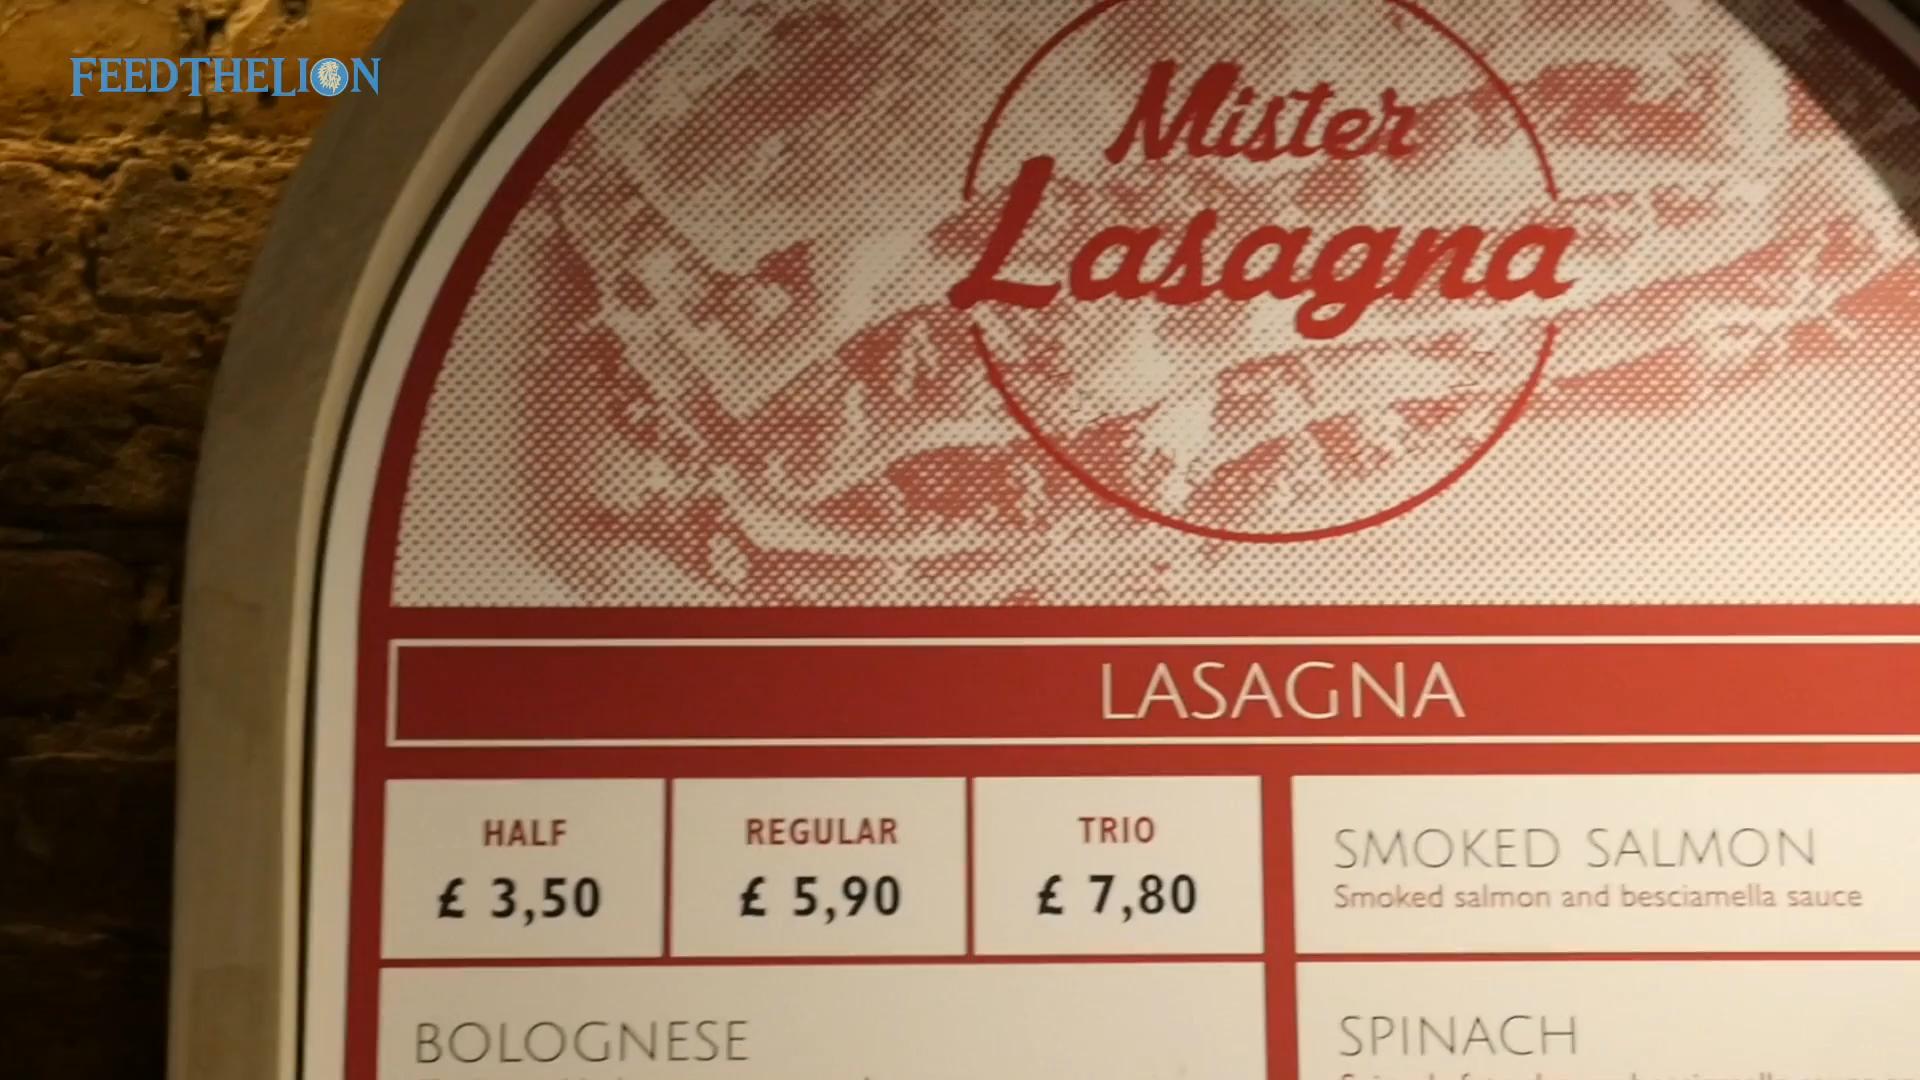 FEEDTHELION
Mister
Lasagna
LASAGNA
HALF
£ 3,50
REGULAR
£ 5,90
TRIO
£ 7,80
SMOKED SALMON
Smoked salmon and besciamella sauce
BOLOGNESE
SPINACH